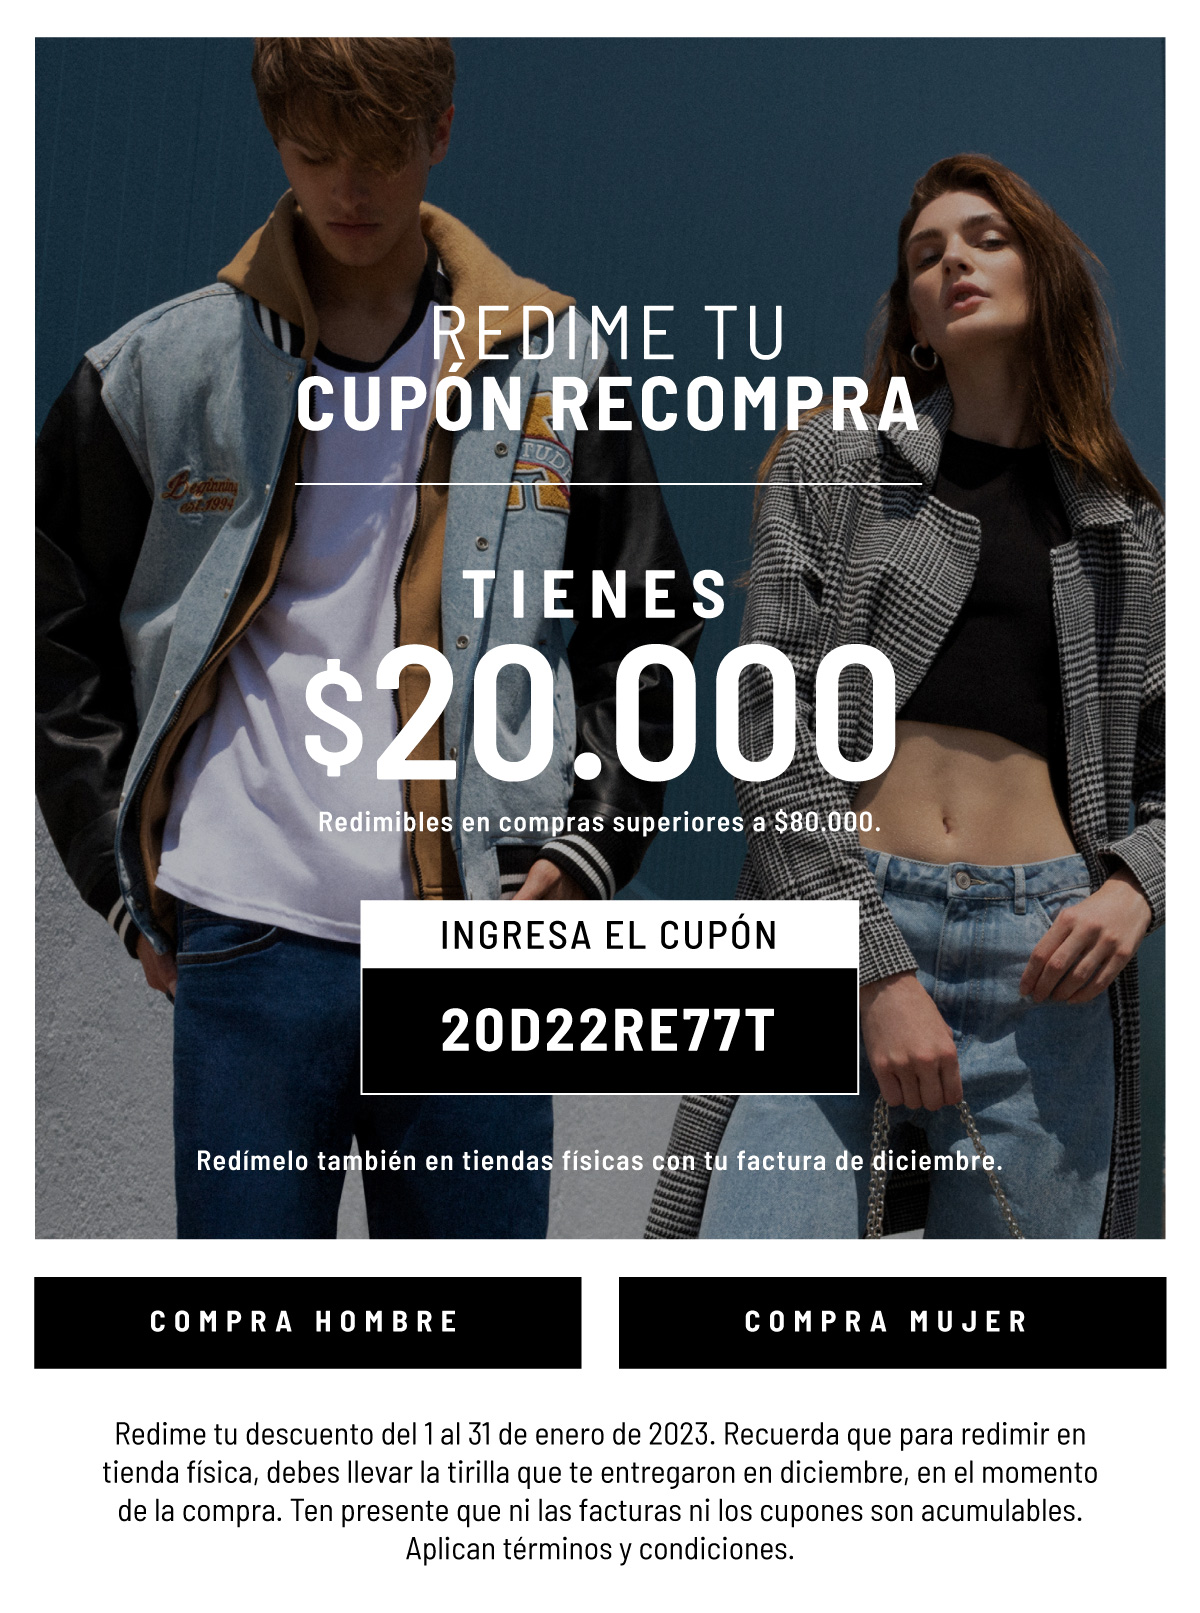 REDIME TU
CUPÓN RECOMPRA
Beginning
est. 1994
TUD
TIENES
$20.000
Redimibles en compras superiores a $80.000.
INGRESA EL CUPÓN
20D22RE77T
Redímelo también en tiendas físicas con tu factura de diciembre.
COMPRA HOMBRE
COMPRA MUJER
Redime tu descuento del 1 al 31 de enero de 2023. Recuerda que para redimir en
tienda física, debes llevar la tirilla que te entregaron en diciembre, en el momento
de la compra. Ten presente que ni las facturas ni los cupones son acumulables.
Aplican términos y condiciones.